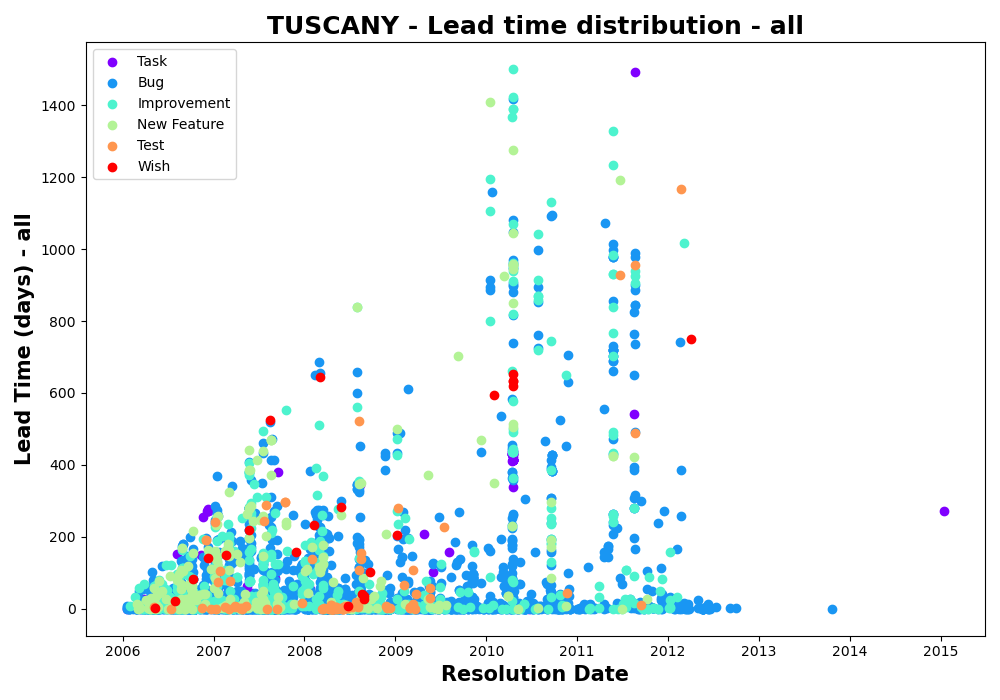 TUSCANY - Lead time distribution - all
Task
Bug
Improvement
New Feature
Test
Wish
Lead Time (days) - all
1400
1200
1000
800
600
400
200
0
2006 2007 2008 2009 2010 2011 2012 2013 2014 2015
Resolution Date